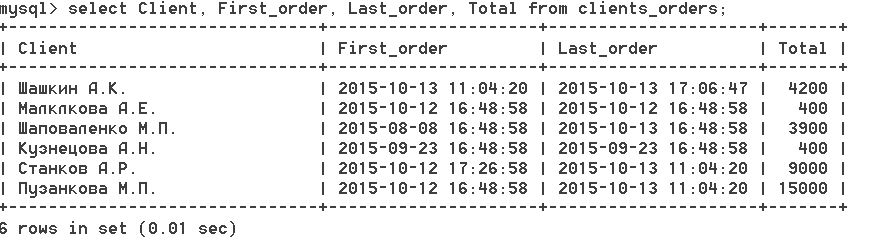 mysql> select Client, First_order, Last_order, Total from clients_orders;
+------------------------------+---------------------+---------------------+-------+
| Client                       | First_order         | Last_order          | Total |
+------------------------------+---------------------+---------------------+-------+
| Шашкин А.К.                  | 2015-10-13 11:04:20 | 2015-10-13 17:06:47 |  4200 |
| Малклкова А.Е.               | 2015-10-12 16:48:58 | 2015-10-12 16:48:58 |   400 |
| Шаповаленко М.П.             | 2015-08-08 16:48:58 | 2015-10-13 16:48:58 |  3900 |
| Кузнецова А.Н.               | 2015-09-23 16:48:58 | 2015-09-23 16:48:58 |   400 |
| Станков А.Р.                 | 2015-10-12 17:26:58 | 2015-10-13 11:04:20 |  9000 |
| Пузанкова М.П.               | 2015-10-12 16:48:58 | 2015-10-13 11:04:20 | 15000 |
+------------------------------+---------------------+---------------------+-------+
6 rows in set (0.01 sec)